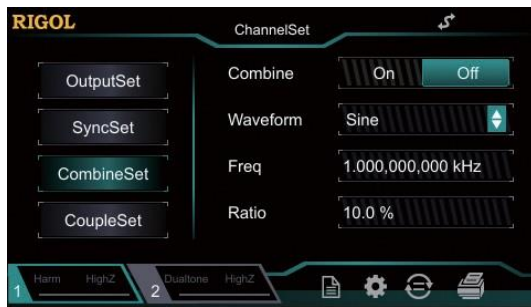 RIGOL
ChannelSet
OutputSet
SyncSet
CombineSet
CoupleSet
Combine On Off
Waveform Sine
Freq 1.000,000,000 kHz
Ratio 10.0 %
1 Harm HighZ
2 Dualtone HighZ